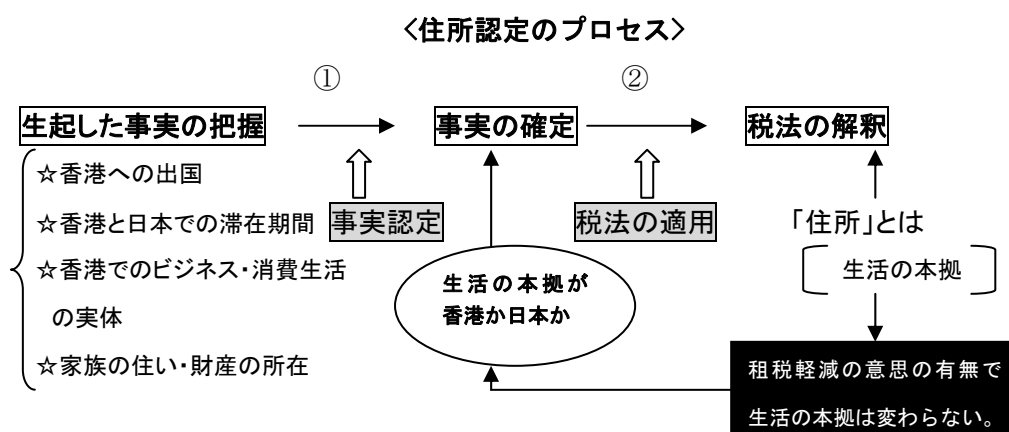 〈住所認定のプロセス〉
①
②
生起した事実の把握
事実の確定
税法の解釈
☆香港への出国
☆香港と日本での滞在期間
☆香港でのビジネス・消費生活
の実体
☆家族の住い・財産の所在
事実認定
税法の適用
「住所」とは
生活の本拠
生活の本拠が
香港か日本か
租税軽減の意思の有無で
生活の本拠は変わらない。